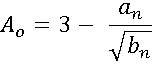 $A_o = 3 - \frac{a_n}{\sqrt{b_n}}$